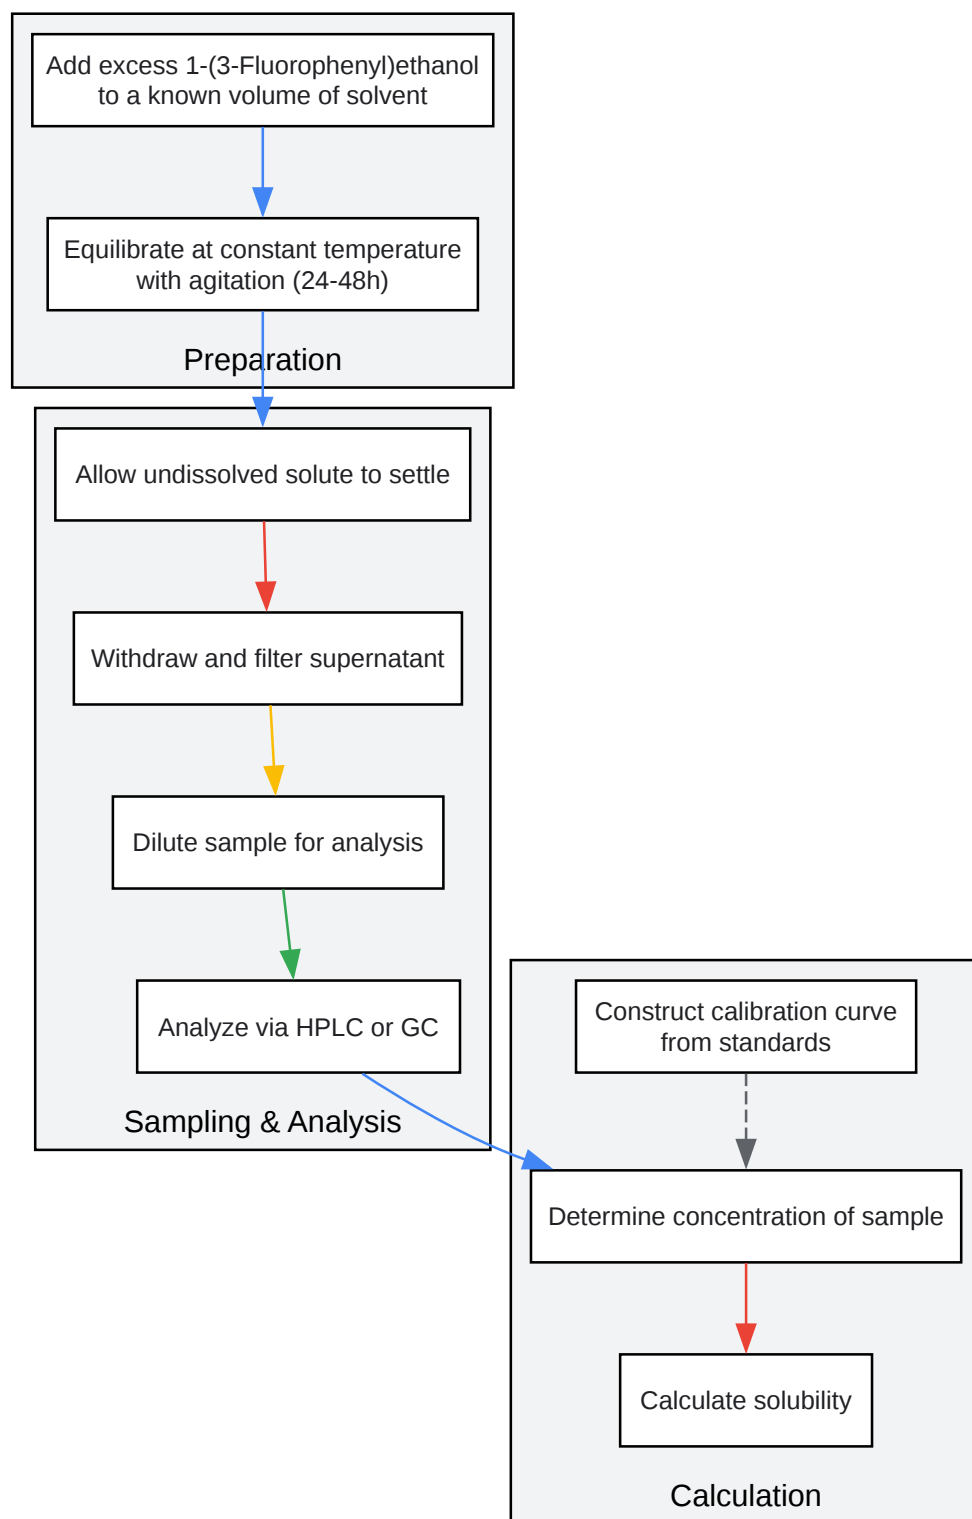 Add excess 1-(3-Fluorophenyl)ethanol
to a known volume of solvent
Equilibrate at constant temperature
with agitation (24-48h)
Preparation
Allow undissolved solute to settle
Withdraw and filter supernatant
Dilute sample for analysis
Analyze via HPLC or GC
Sampling & Analysis
Construct calibration curve
from standards
Determine concentration of sample
Calculate solubility
Calculation